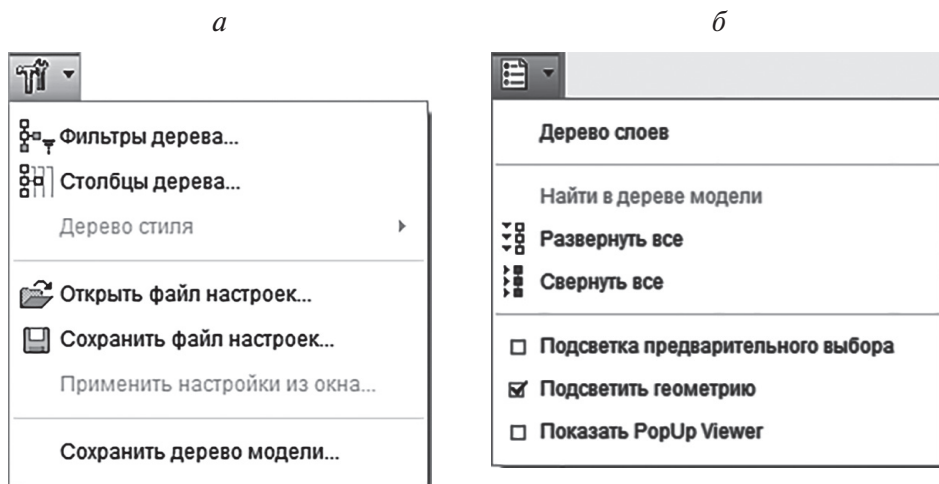 а
Фильтры дерева...
Столбцы дерева...
Дерево стиля
Открыть файл настроек...
Сохранить файл настроек...
Применить настройки из окна...
Сохранить дерево модели...
б
Дерево слоев
Найти в дереве модели
Развернуть все
Свернуть все
Подсветка предварительного выбора
Подсветить геометрию
Показать PopUp Viewer